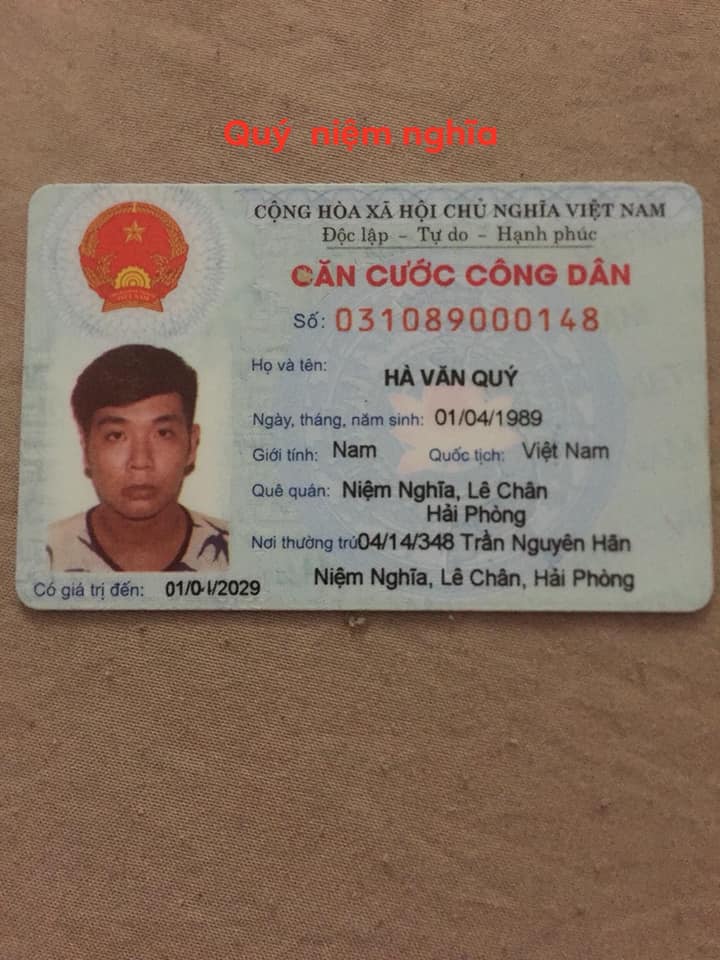 Quý niệm nghĩa
CỘNG HÒA XÃ HỘI CHỦ NGHĨA VIỆT NAM
Độc lập – Tự do – Hạnh phúc
CĂN CƯỚC CÔNG DÂN
Số: 031089000148
Họ và tên:
HÀ VĂN QUÝ
Ngày, tháng, năm sinh: 01/04/1989
Giới tính: Nam Quốc tịch: Việt Nam
Quê quán: Niệm Nghĩa, Lê Chân
Hải Phòng
Nơi thường trú 04/14/348 Trần Nguyên Hãn
Niệm Nghĩa, Lê Chân, Hải Phòng
Có giá trị đến: 01/04/2029